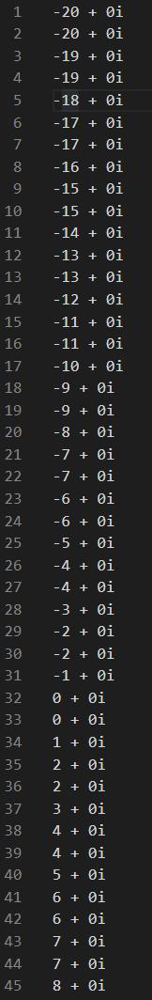 1 -20 + 0i
2 -20 + 0i
3 -19 + 0i
4 -19 + 0i
5 -18 + 0i
6 -17 + 0i
7 -17 + 0i
8 -16 + 0i
9 -15 + 0i
10 -15 + 0i
11 -14 + 0i
12 -13 + 0i
13 -13 + 0i
14 -12 + 0i
15 -11 + 0i
16 -11 + 0i
17 -10 + 0i
18 -9 + 0i
19 -9 + 0i
20 -8 + 0i
21 -7 + 0i
22 -7 + 0i
23 -6 + 0i
24 -6 + 0i
25 -5 + 0i
26 -4 + 0i
27 -4 + 0i
28 -3 + 0i
29 -2 + 0i
30 -2 + 0i
31 -1 + 0i
32 0 + 0i
33 0 + 0i
34 1 + 0i
35 2 + 0i
36 2 + 0i
37 3 + 0i
38 4 + 0i
39 4 + 0i
40 5 + 0i
41 6 + 0i
42 6 + 0i
43 7 + 0i
44 7 + 0i
45 8 + 0i